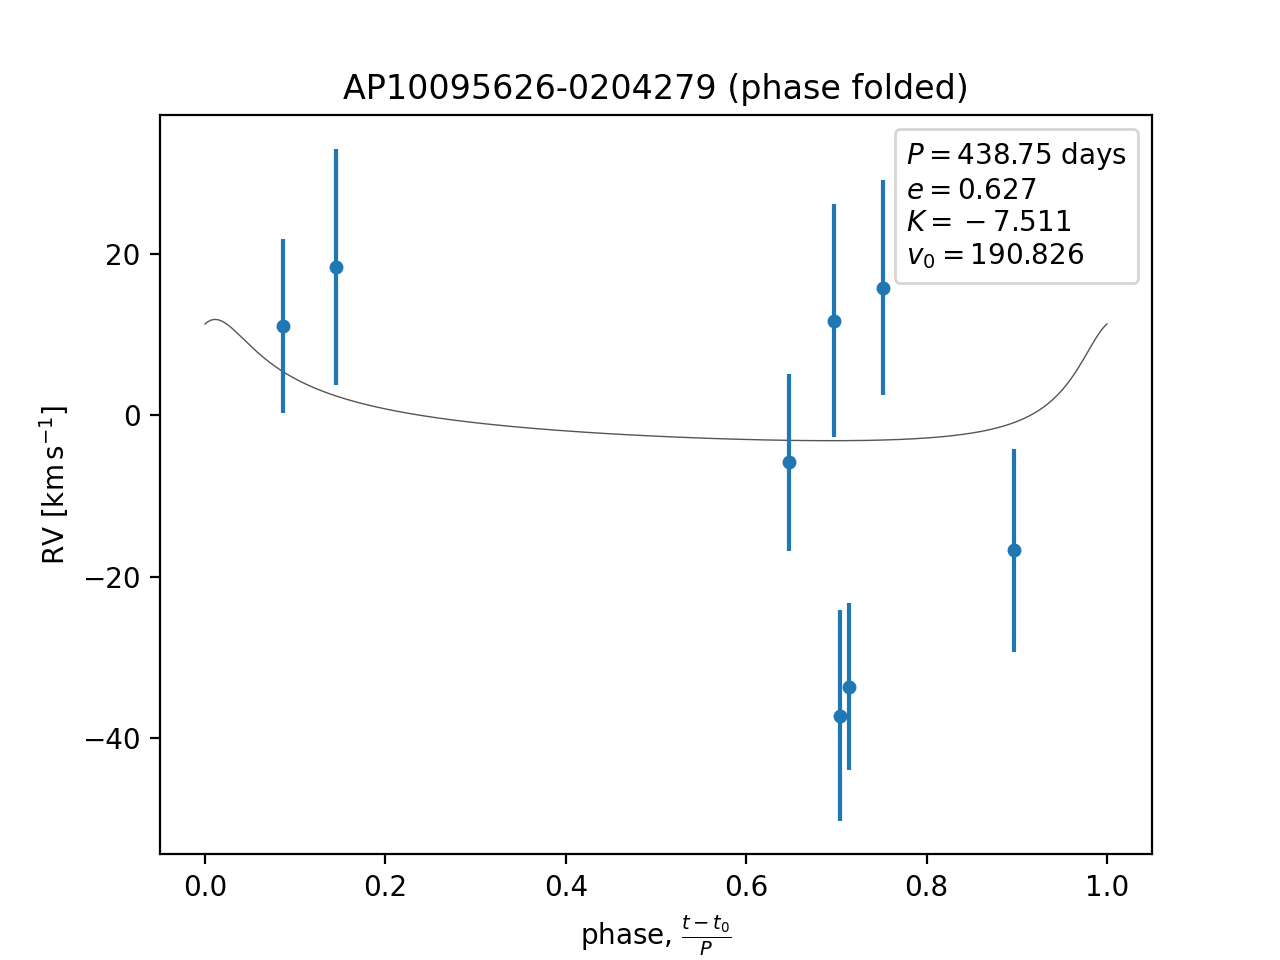 AP10095626-0204279 (phase folded)
P = 438.75 days
e = 0.627
K = −7.511
v₀ = 190.826
20
0
−20
−40
RV [km s⁻¹]
0.0 0.2 0.4 0.6 0.8 1.0
phase, (t − t₀)/P